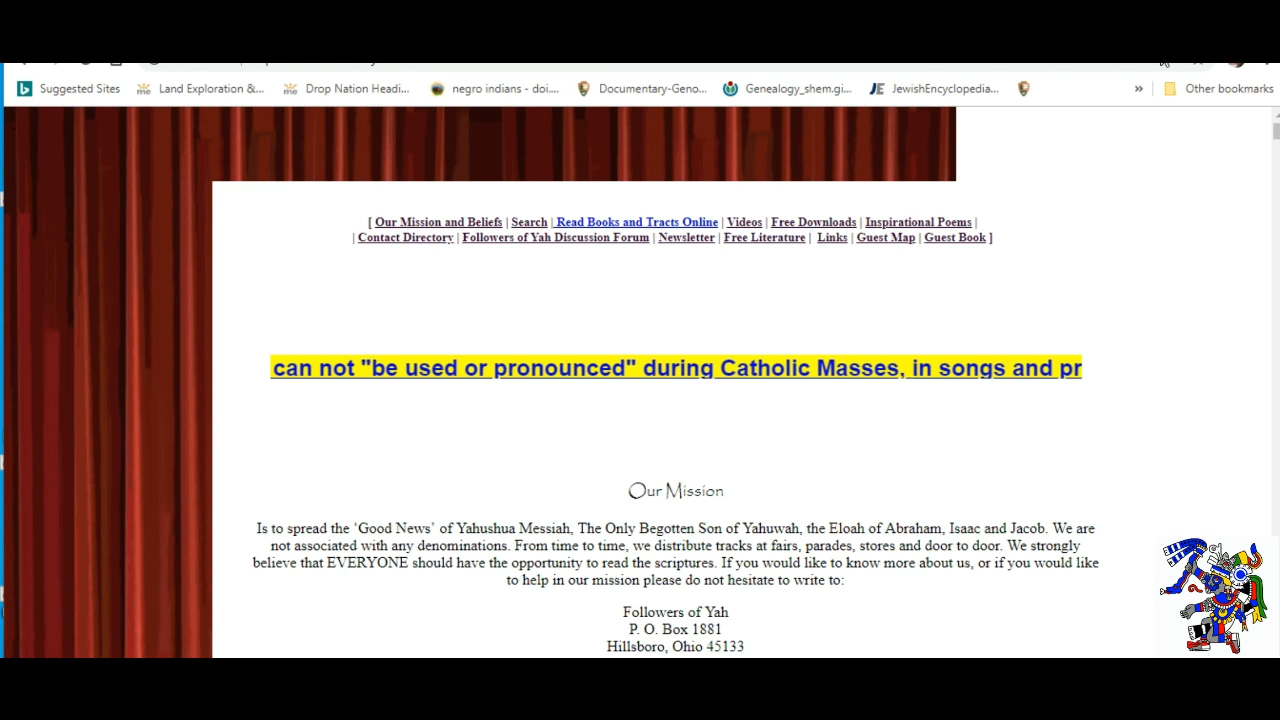 Suggested Sites Land Exploration &... Drop Nation Headi... negro indians - doi.... Documentary-Geno... Genealogy_shem.gi... JewishEncyclopedia... » Other bookmarks
[ Our Mission and Beliefs | Search | Read Books and Tracts Online | Videos | Free Downloads | Inspirational Poems |
| Contact Directory | Followers of Yah Discussion Forum | Newsletter | Free Literature | Links | Guest Map | Guest Book ]
can not "be used or pronounced" during Catholic Masses, in songs and pr
Our Mission
Is to spread the ‘Good News’ of Yahushua Messiah, The Only Begotten Son of Yahuwah, the Eloah of Abraham, Isaac and Jacob. We are
not associated with any denominations. From time to time, we distribute tracks at fairs, parades, stores and door to door. We strongly
believe that EVERYONE should have the opportunity to read the scriptures. If you would like to know more about us, or if you would like
to help in our mission please do not hesitate to write to:
Followers of Yah
P. O. Box 1881
Hillsboro, Ohio 45133